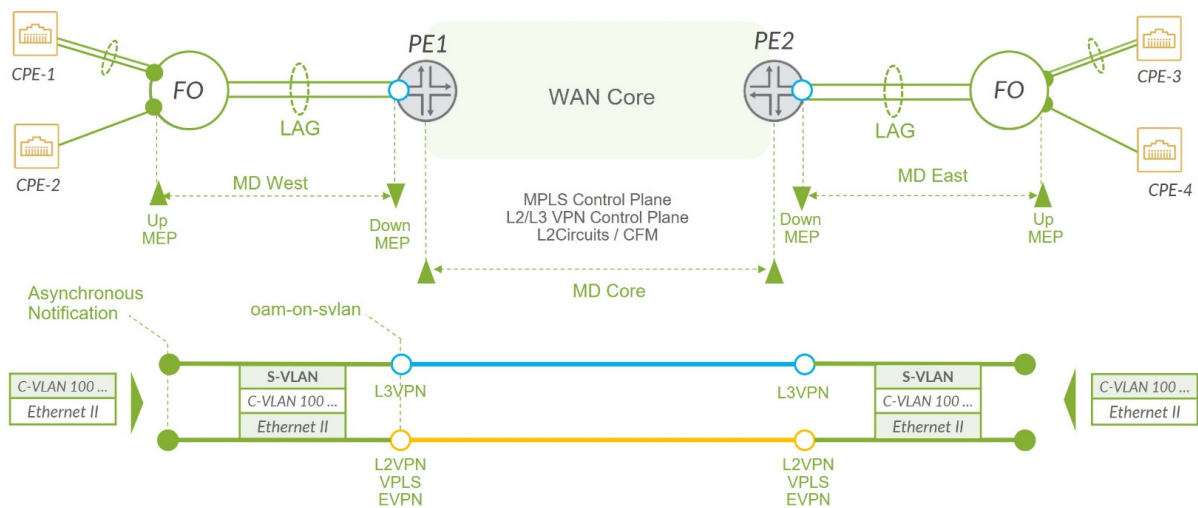 CPE-1
FO
LAG
PE1
WAN Core
PE2
LAG
FO
CPE-3
CPE-2
CPE-4
MD West
MD East
Up
MEP
Down
MEP
MPLS Control Plane
L2/L3 VPN Control Plane
L2Circuits / CFM
Down
MEP
Up
MEP
MD Core
Asynchronous
Notification
oam-on-svlan
C-VLAN 100 ...
Ethernet II
S-VLAN
C-VLAN 100 ...
Ethernet II
L3VPN
L3VPN
S-VLAN
C-VLAN 100 ...
Ethernet II
C-VLAN 100 ...
Ethernet II
L2VPN
VPLS
EVPN
L2VPN
VPLS
EVPN